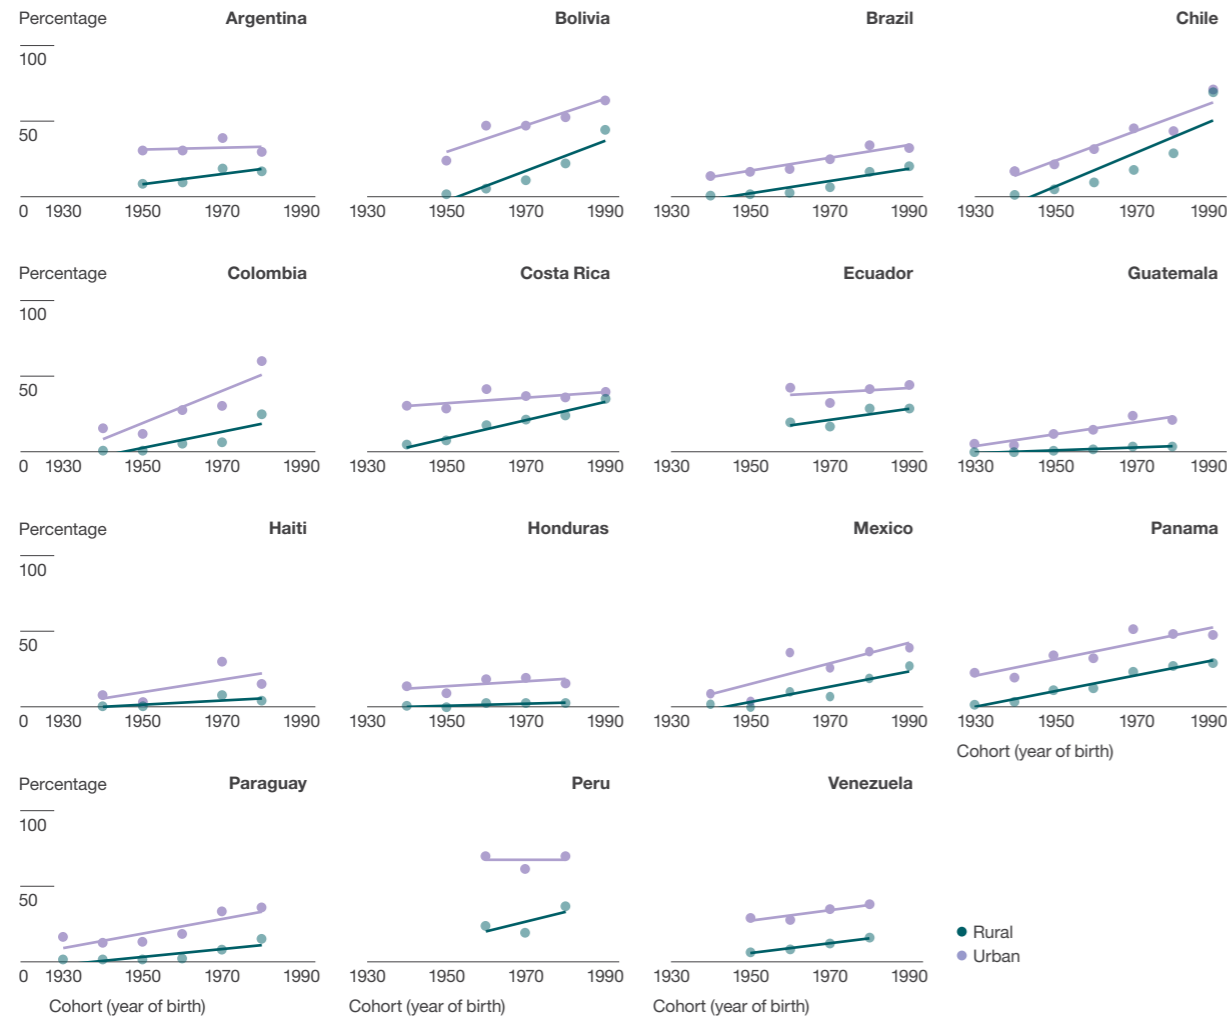 Percentage Argentina Bolivia Brazil Chile
100
50
0 1930 1950 1970 1990 1930 1950 1970 1990 1930 1950 1970 1990 1930 1950 1970 1990
Percentage Colombia Costa Rica Ecuador Guatemala
100
50
0 1930 1950 1970 1990 1930 1950 1970 1990 1930 1950 1970 1990 1930 1950 1970 1990
Percentage Haiti Honduras Mexico Panama
100
50
0 1930 1950 1970 1990 1930 1950 1970 1990 1930 1950 1970 1990 1930 1950 1970 1990
Cohort (year of birth)
Percentage Paraguay Peru Venezuela
100
50
Rural
Urban
0 1930 1950 1970 1990 1930 1950 1970 1990 1930 1950 1970 1990
Cohort (year of birth) Cohort (year of birth) Cohort (year of birth)